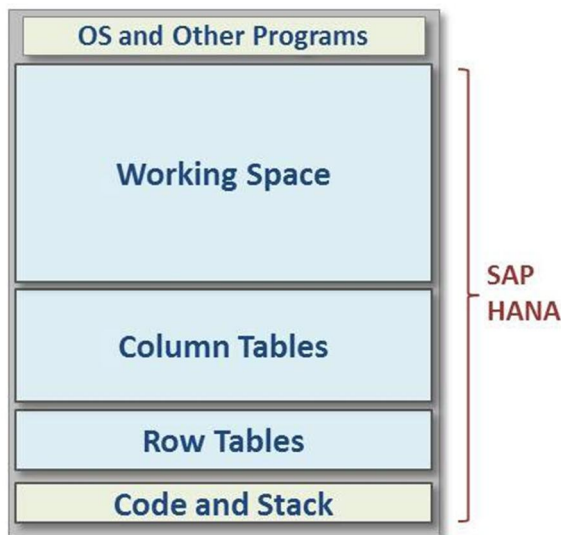 OS and Other Programs
Working Space
Column Tables
Row Tables
Code and Stack
SAP
HANA